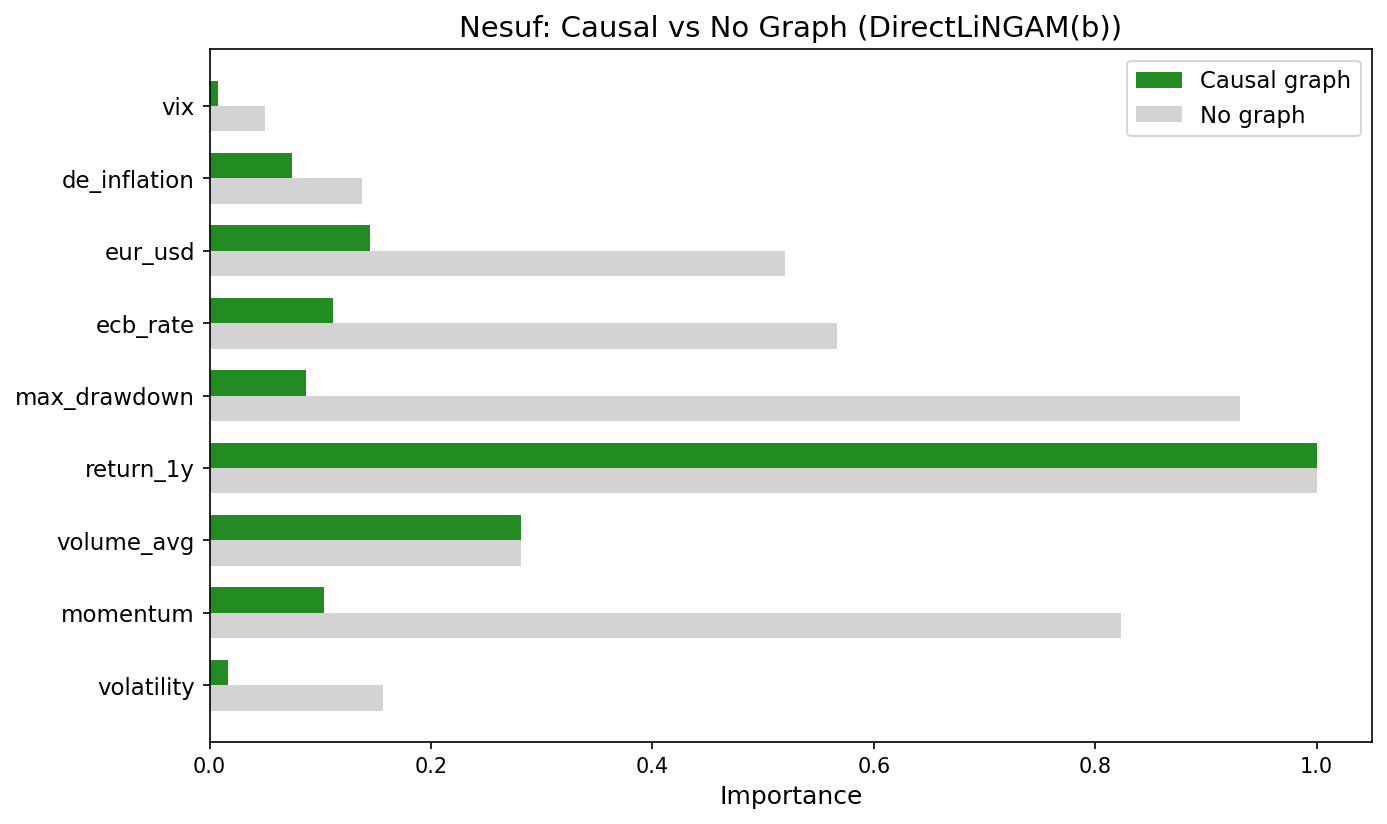 Nesuf: Causal vs No Graph (DirectLiNGAM(b))
Causal graph
No graph
vix
de_inflation
eur_usd
ecb_rate
max_drawdown
return_1y
volume_avg
momentum
volatility
0.0 0.2 0.4 0.6 0.8 1.0
Importance